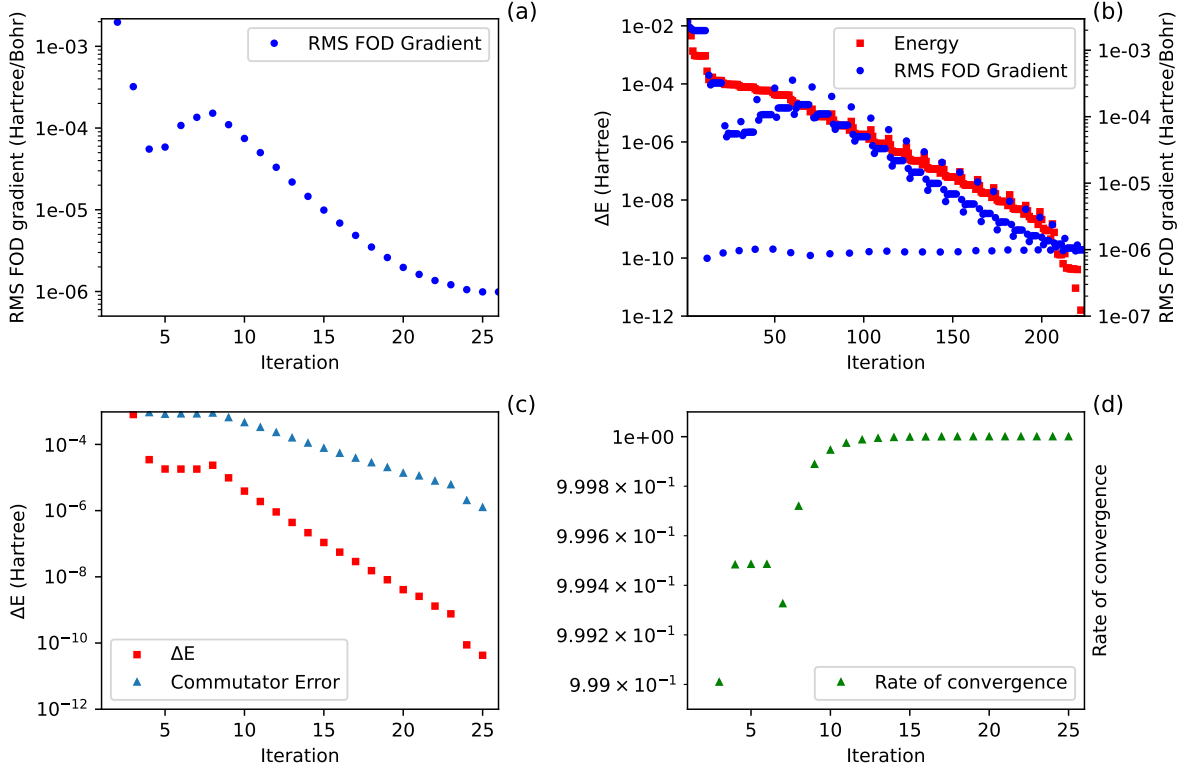 (a)
RMS FOD gradient (Hartree/Bohr)
1e-03
1e-04
1e-05
1e-06
RMS FOD Gradient
5
10
15
20
25
Iteration
(b)
ΔE (Hartree)
1e-02
1e-04
1e-06
1e-08
1e-10
1e-12
Energy
RMS FOD Gradient
1e-03
1e-04
1e-05
1e-06
1e-07
RMS FOD gradient (Hartree/Bohr)
50
100
150
200
Iteration
(c)
ΔE (Hartree)
10⁻⁴
10⁻⁶
10⁻⁸
10⁻¹⁰
10⁻¹²
ΔE
Commutator Error
5
10
15
20
25
Iteration
(d)
1e+00
9.998 × 10⁻¹
9.996 × 10⁻¹
9.994 × 10⁻¹
9.992 × 10⁻¹
9.99 × 10⁻¹
Rate of convergence
Rate of convergence
5
10
15
20
25
Iteration